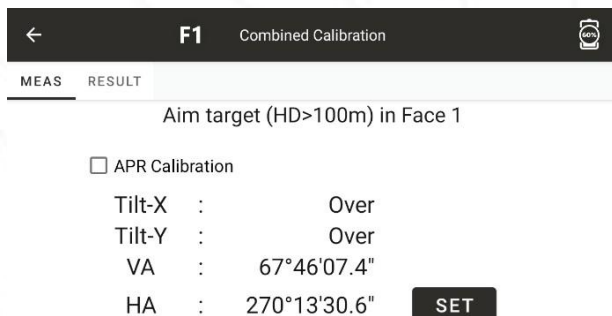 F1 Combined Calibration 60%
MEAS RESULT
Aim target (HD>100m) in Face 1
APR Calibration
Tilt-X : Over
Tilt-Y : Over
VA : 67°46'07.4"
HA : 270°13'30.6" SET